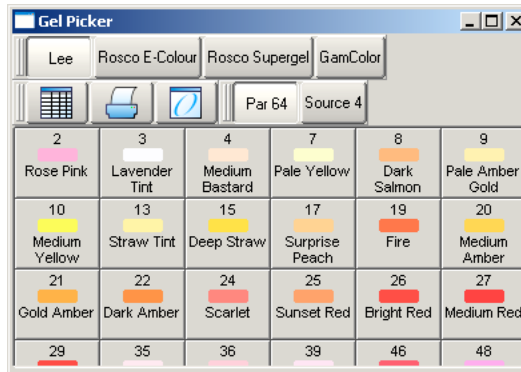 Gel Picker
Lee Rosco E-Colour Rosco Supergel GamColor
Par 64 Source 4
2 3 4 7 8 9
Rose Pink Lavender Tint Medium Bastard Pale Yellow Dark Salmon Pale Amber Gold
10 13 15 17 19 20
Medium Yellow Straw Tint Deep Straw Surprise Peach Fire Medium Amber
21 22 24 25 26 27
Gold Amber Dark Amber Scarlet Sunset Red Bright Red Medium Red
29 35 36 39 46 48